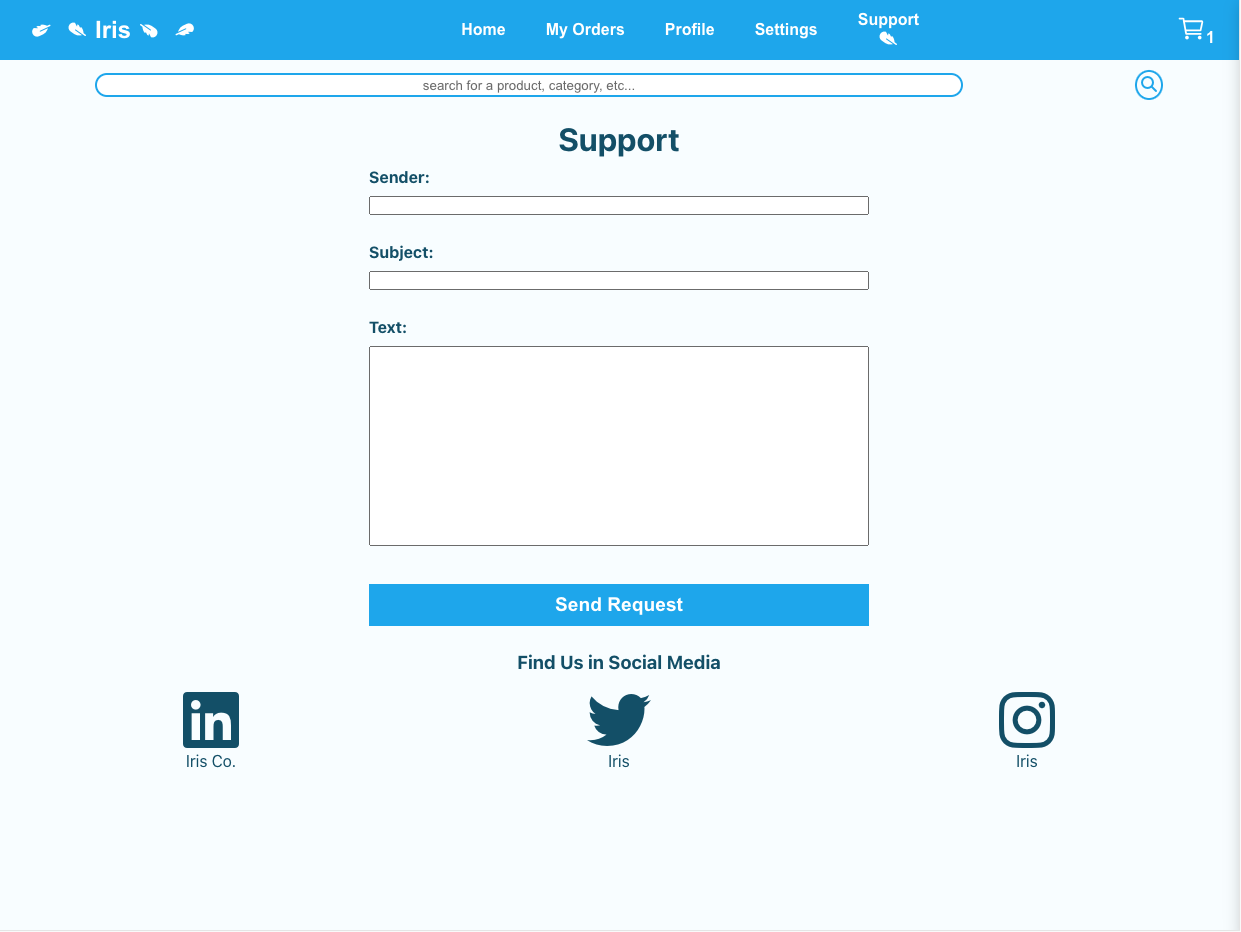 Iris
Home
My Orders
Profile
Settings
Support
1
search for a product, category, etc...
Support
Sender:
Subject:
Text:
Send Request
Find Us in Social Media
in
Iris Co.
Iris
Iris